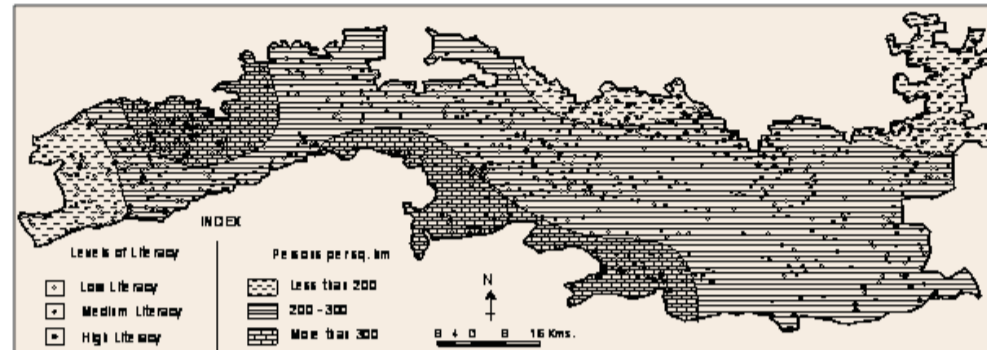 INDEX
Levels of Literacy
Low Literacy
Medium Literacy
High Literacy
Persons per sq. km
Less than 200
200 - 300
More than 300
N
8 4 0 8 16 Kms.